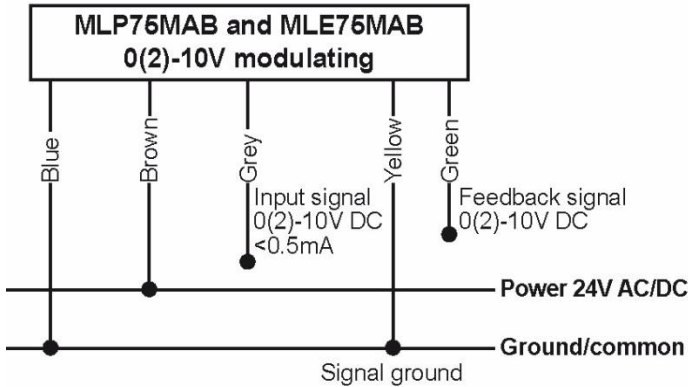 MLP75MAB and MLE75MAB
0(2)-10V modulating
Blue
Brown
Grey
Yellow
Green
Input signal
0(2)-10V DC
<0.5mA
Feedback signal
0(2)-10V DC
Power 24V AC/DC
Ground/common
Signal ground